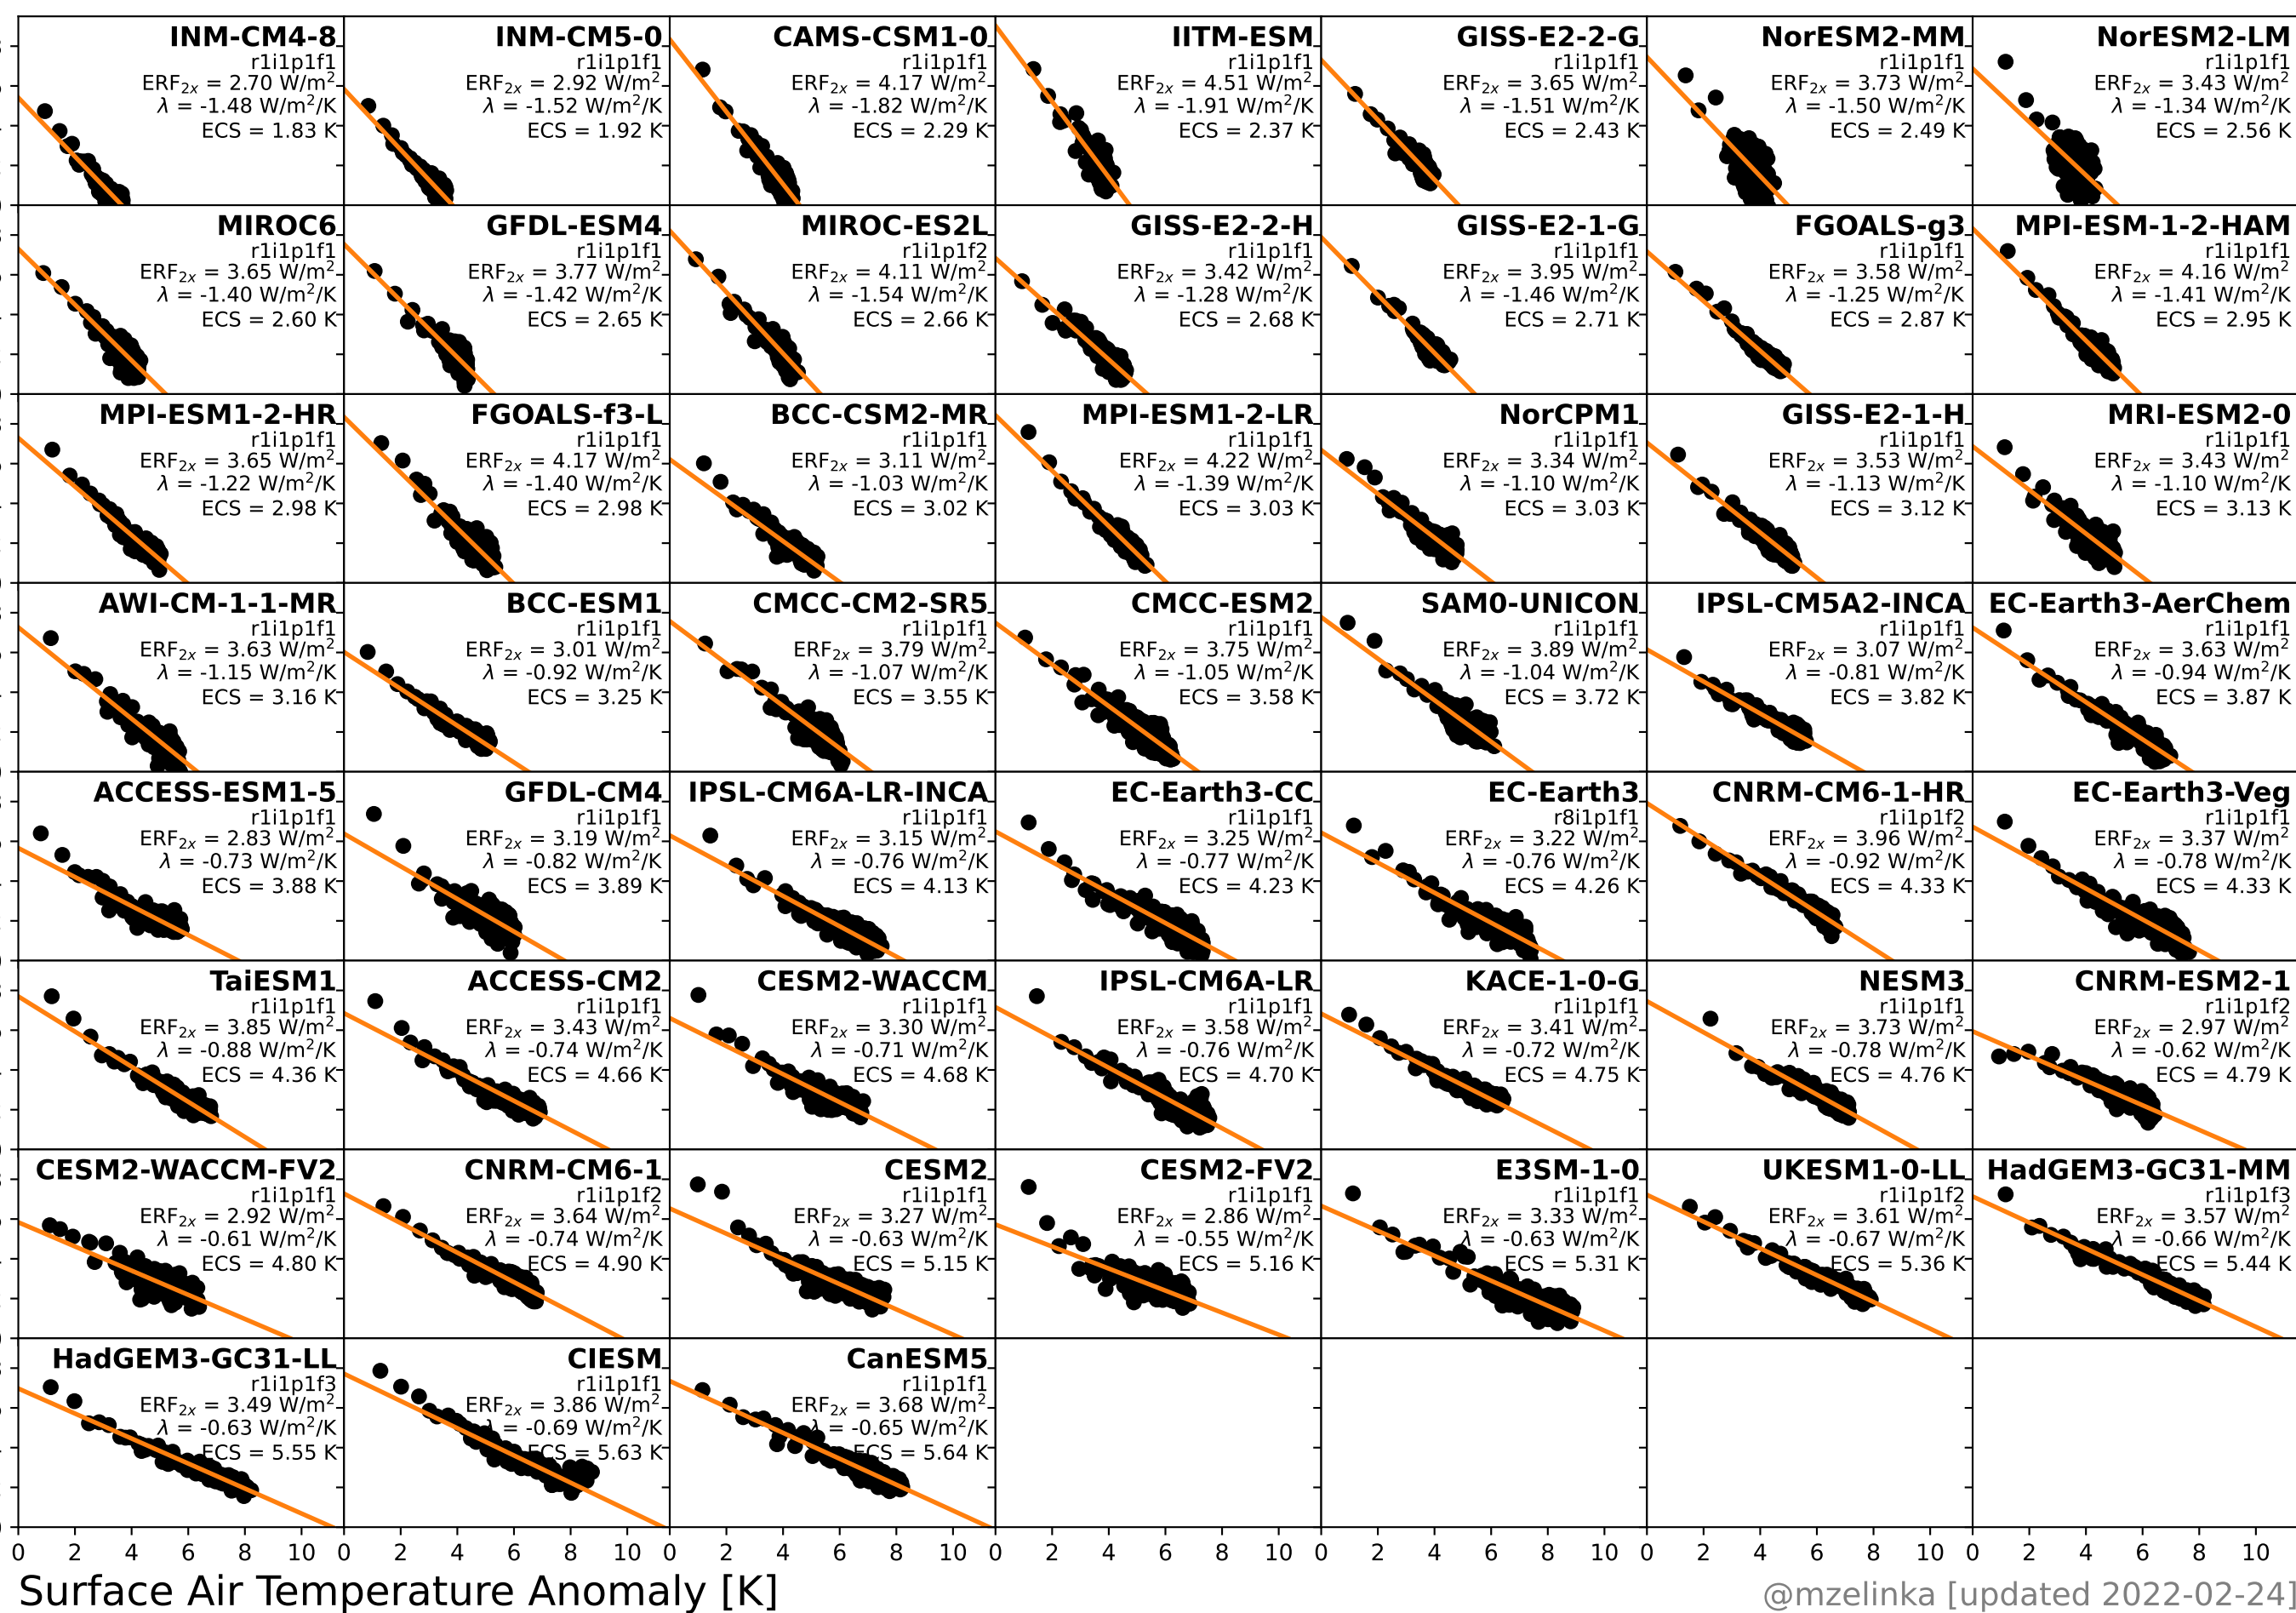 INM-CM4-8
r1i1p1f1
ERF2x = 2.70 W/m²
λ = -1.48 W/m²/K
ECS = 1.83 K
INM-CM5-0
r1i1p1f1
ERF2x = 2.92 W/m²
λ = -1.52 W/m²/K
ECS = 1.92 K
CAMS-CSM1-0
r1i1p1f1
ERF2x = 4.17 W/m²
λ = -1.82 W/m²/K
ECS = 2.29 K
IITM-ESM
r1i1p1f1
ERF2x = 4.51 W/m²
λ = -1.91 W/m²/K
ECS = 2.37 K
GISS-E2-2-G
r1i1p1f1
ERF2x = 3.65 W/m²
λ = -1.51 W/m²/K
ECS = 2.43 K
NorESM2-MM
r1i1p1f1
ERF2x = 3.73 W/m²
λ = -1.50 W/m²/K
ECS = 2.49 K
NorESM2-LM
r1i1p1f1
ERF2x = 3.43 W/m²
λ = -1.34 W/m²/K
ECS = 2.56 K
MIROC6
r1i1p1f1
ERF2x = 3.65 W/m²
λ = -1.40 W/m²/K
ECS = 2.60 K
GFDL-ESM4
r1i1p1f1
ERF2x = 3.77 W/m²
λ = -1.42 W/m²/K
ECS = 2.65 K
MIROC-ES2L
r1i1p1f2
ERF2x = 4.11 W/m²
λ = -1.54 W/m²/K
ECS = 2.66 K
GISS-E2-2-H
r1i1p1f1
ERF2x = 3.42 W/m²
λ = -1.28 W/m²/K
ECS = 2.68 K
GISS-E2-1-G
r1i1p1f1
ERF2x = 3.95 W/m²
λ = -1.46 W/m²/K
ECS = 2.71 K
FGOALS-g3
r1i1p1f1
ERF2x = 3.58 W/m²
λ = -1.25 W/m²/K
ECS = 2.87 K
MPI-ESM-1-2-HAM
r1i1p1f1
ERF2x = 4.16 W/m²
λ = -1.41 W/m²/K
ECS = 2.95 K
MPI-ESM1-2-HR
r1i1p1f1
ERF2x = 3.65 W/m²
λ = -1.22 W/m²/K
ECS = 2.98 K
FGOALS-f3-L
r1i1p1f1
ERF2x = 4.17 W/m²
λ = -1.40 W/m²/K
ECS = 2.98 K
BCC-CSM2-MR
r1i1p1f1
ERF2x = 3.11 W/m²
λ = -1.03 W/m²/K
ECS = 3.02 K
MPI-ESM1-2-LR
r1i1p1f1
ERF2x = 4.22 W/m²
λ = -1.39 W/m²/K
ECS = 3.03 K
NorCPM1
r1i1p1f1
ERF2x = 3.34 W/m²
λ = -1.10 W/m²/K
ECS = 3.03 K
GISS-E2-1-H
r1i1p1f1
ERF2x = 3.53 W/m²
λ = -1.13 W/m²/K
ECS = 3.12 K
MRI-ESM2-0
r1i1p1f1
ERF2x = 3.43 W/m²
λ = -1.10 W/m²/K
ECS = 3.13 K
AWI-CM-1-1-MR
r1i1p1f1
ERF2x = 3.63 W/m²
λ = -1.15 W/m²/K
ECS = 3.16 K
BCC-ESM1
r1i1p1f1
ERF2x = 3.01 W/m²
λ = -0.92 W/m²/K
ECS = 3.25 K
CMCC-CM2-SR5
r1i1p1f1
ERF2x = 3.79 W/m²
λ = -1.07 W/m²/K
ECS = 3.55 K
CMCC-ESM2
r1i1p1f1
ERF2x = 3.75 W/m²
λ = -1.05 W/m²/K
ECS = 3.58 K
SAM0-UNICON
r1i1p1f1
ERF2x = 3.89 W/m²
λ = -1.04 W/m²/K
ECS = 3.72 K
IPSL-CM5A2-INCA
r1i1p1f1
ERF2x = 3.07 W/m²
λ = -0.81 W/m²/K
ECS = 3.82 K
EC-Earth3-AerChem
r1i1p1f1
ERF2x = 3.63 W/m²
λ = -0.94 W/m²/K
ECS = 3.87 K
ACCESS-ESM1-5
r1i1p1f1
ERF2x = 2.83 W/m²
λ = -0.73 W/m²/K
ECS = 3.88 K
GFDL-CM4
r1i1p1f1
ERF2x = 3.19 W/m²
λ = -0.82 W/m²/K
ECS = 3.89 K
IPSL-CM6A-LR-INCA
r1i1p1f1
ERF2x = 3.15 W/m²
λ = -0.76 W/m²/K
ECS = 4.13 K
EC-Earth3-CC
r1i1p1f1
ERF2x = 3.25 W/m²
λ = -0.77 W/m²/K
ECS = 4.23 K
EC-Earth3
r8i1p1f1
ERF2x = 3.22 W/m²
λ = -0.76 W/m²/K
ECS = 4.26 K
CNRM-CM6-1-HR
r1i1p1f2
ERF2x = 3.96 W/m²
λ = -0.92 W/m²/K
ECS = 4.33 K
EC-Earth3-Veg
r1i1p1f1
ERF2x = 3.37 W/m²
λ = -0.78 W/m²/K
ECS = 4.33 K
TaiESM1
r1i1p1f1
ERF2x = 3.85 W/m²
λ = -0.88 W/m²/K
ECS = 4.36 K
ACCESS-CM2
r1i1p1f1
ERF2x = 3.43 W/m²
λ = -0.74 W/m²/K
ECS = 4.66 K
CESM2-WACCM
r1i1p1f1
ERF2x = 3.30 W/m²
λ = -0.71 W/m²/K
ECS = 4.68 K
IPSL-CM6A-LR
r1i1p1f1
ERF2x = 3.58 W/m²
λ = -0.76 W/m²/K
ECS = 4.70 K
KACE-1-0-G
r1i1p1f1
ERF2x = 3.41 W/m²
λ = -0.72 W/m²/K
ECS = 4.75 K
NESM3
r1i1p1f1
ERF2x = 3.73 W/m²
λ = -0.78 W/m²/K
ECS = 4.76 K
CNRM-ESM2-1
r1i1p1f2
ERF2x = 2.97 W/m²
λ = -0.62 W/m²/K
ECS = 4.79 K
CESM2-WACCM-FV2
r1i1p1f1
ERF2x = 2.92 W/m²
λ = -0.61 W/m²/K
ECS = 4.80 K
CNRM-CM6-1
r1i1p1f2
ERF2x = 3.64 W/m²
λ = -0.74 W/m²/K
ECS = 4.90 K
CESM2
r1i1p1f1
ERF2x = 3.27 W/m²
λ = -0.63 W/m²/K
ECS = 5.15 K
CESM2-FV2
r1i1p1f1
ERF2x = 2.86 W/m²
λ = -0.55 W/m²/K
ECS = 5.16 K
E3SM-1-0
r1i1p1f1
ERF2x = 3.33 W/m²
λ = -0.63 W/m²/K
ECS = 5.31 K
UKESM1-0-LL
r1i1p1f2
ERF2x = 3.61 W/m²
λ = -0.67 W/m²/K
ECS = 5.36 K
HadGEM3-GC31-MM
r1i1p1f3
ERF2x = 3.57 W/m²
λ = -0.66 W/m²/K
ECS = 5.44 K
HadGEM3-GC31-LL
r1i1p1f3
ERF2x = 3.49 W/m²
λ = -0.63 W/m²/K
ECS = 5.55 K
CIESM
r1i1p1f1
ERF2x = 3.86 W/m²
λ = -0.69 W/m²/K
ECS = 5.63 K
CanESM5
r1i1p1f1
ERF2x = 3.68 W/m²
λ = -0.65 W/m²/K
ECS = 5.64 K
0 2 4 6 8 10 0 2 4 6 8 10 0 2 4 6 8 10 0 2 4 6 8 10 0 2 4 6 8 10 0 2 4 6 8 10 0 2 4 6 8 10
Surface Air Temperature Anomaly [K]
@mzelinka [updated 2022-02-24]